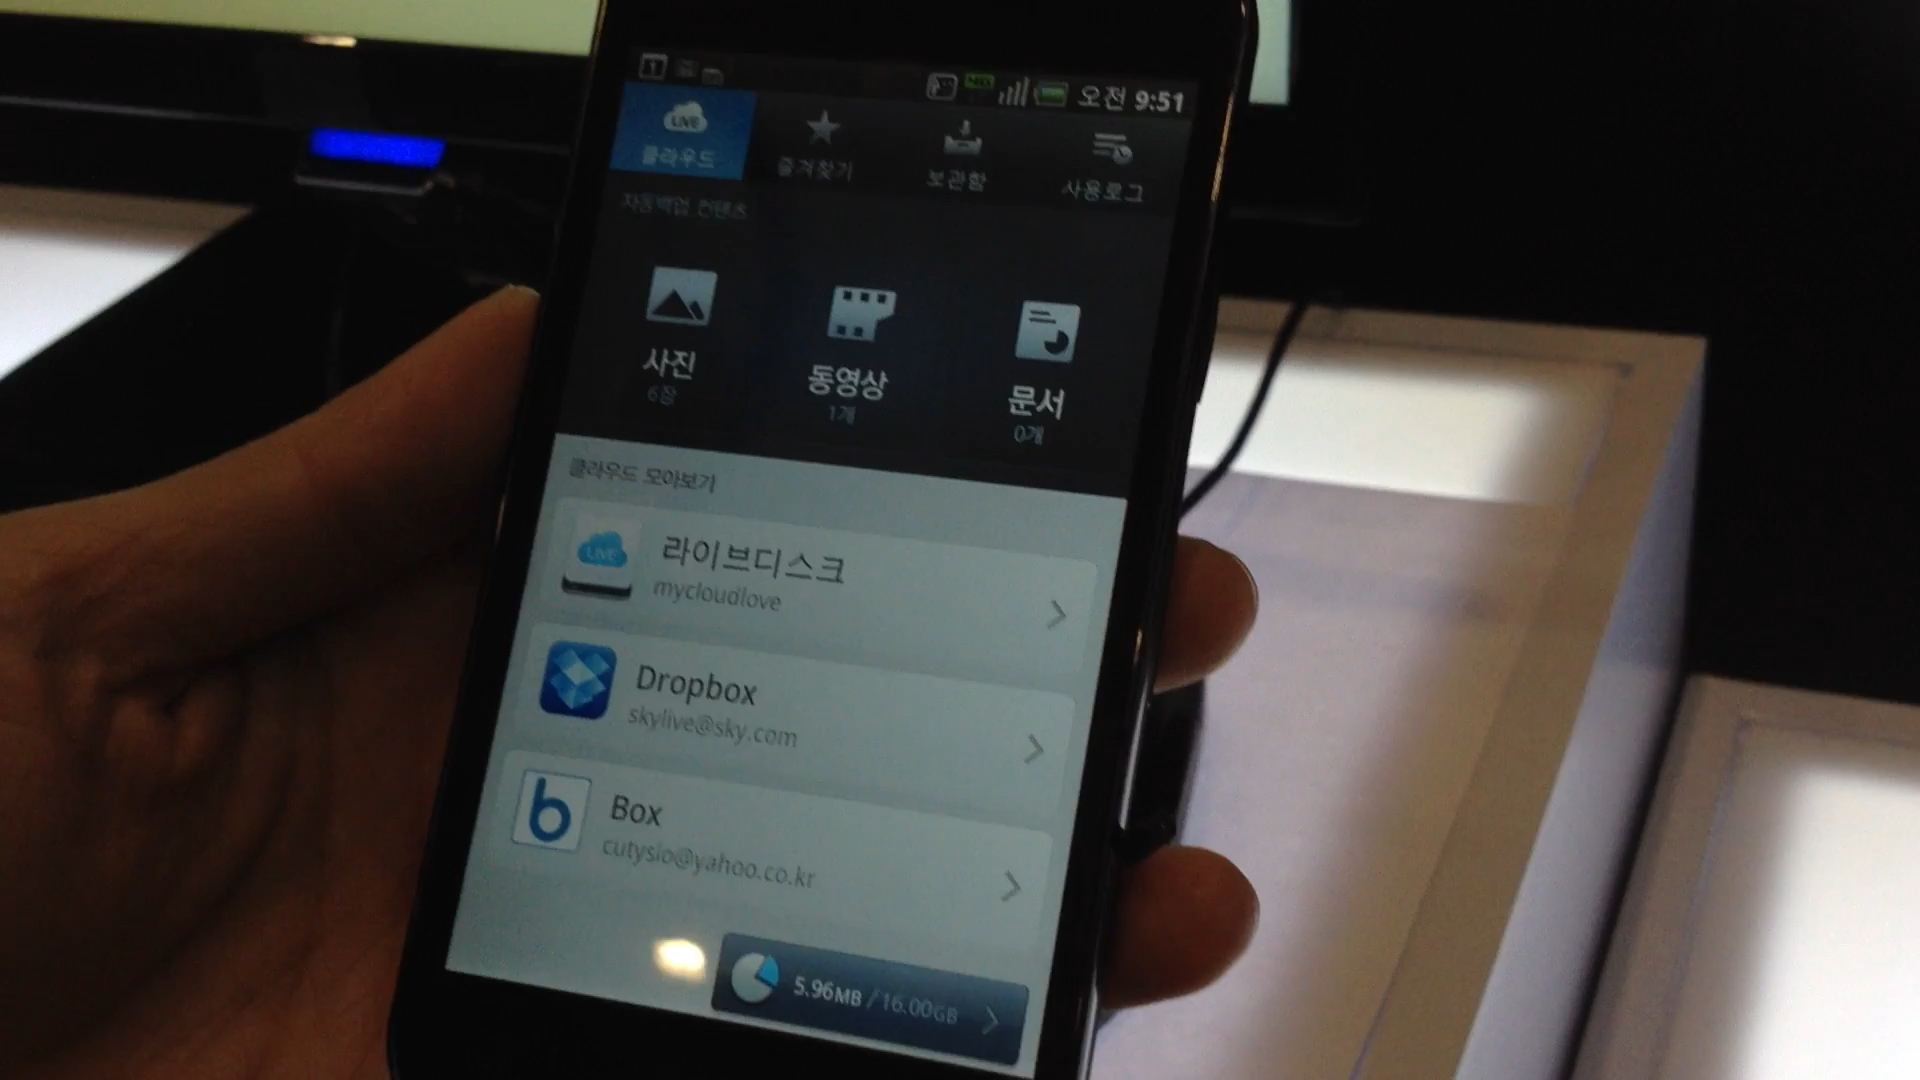 1
오전 9:51
LIVE
클라우드
즐겨찾기
보관함
사용로그
자동백업 컨텐츠
사진
6장
동영상
1개
문서
0개
클라우드 모아보기
LIVE
라이브디스크
mycloudlove
Dropbox
skylive@sky.com
b
Box
cutysio@yahoo.co.kr
5.96MB / 16.00GB